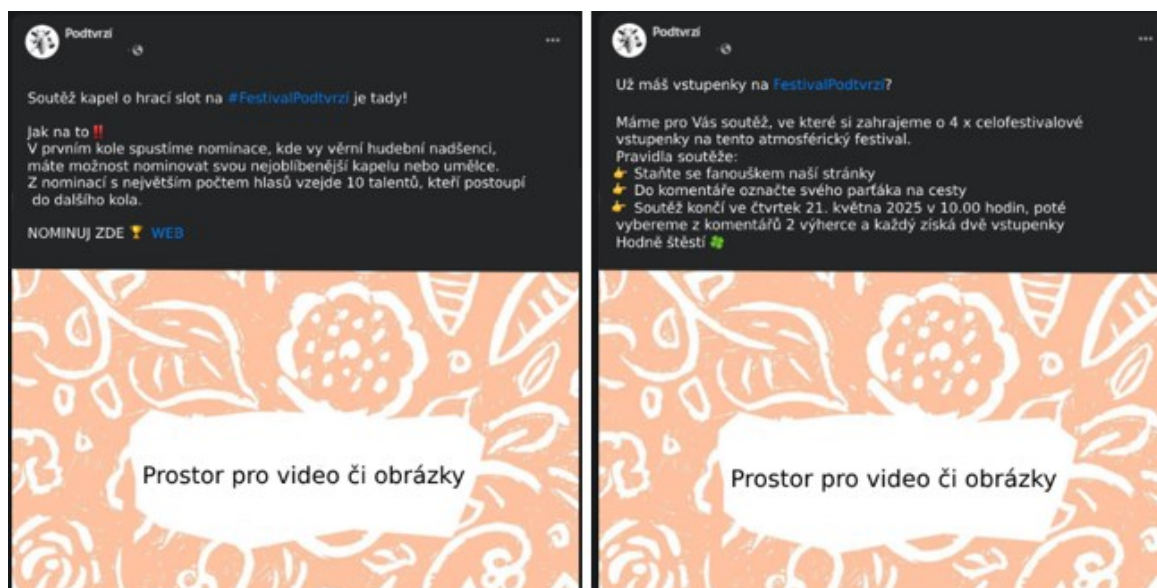 Podtvrzí
Soutěž kapel o hrací slot na #FestivalPodtvrzí je tady!
Jak na to‼️
V prvním kole spustíme nominace, kde vy věrní hudební nadšenci,
máte možnost nominovat svou nejoblíbenější kapelu nebo umělce.
Z nominací s největším počtem hlasů vzejde 10 talentů, kteří postoupí
do dalšího kola.
NOMINUJ ZDE 🏆 WEB
Prostor pro video či obrázky
Podtvrzí
Už máš vstupenky na FestivalPodtvrzí?
Máme pro Vás soutěž, ve které si zahrajeme o 4 x celofestivalové
vstupenky na tento atmosférický festival.
Pravidla soutěže:
👉 Staňte se fanouškem naší stránky
👉 Do komentáře označte svého parťáka na cesty
👉 Soutěž končí ve čtvrtek 21. května 2025 v 10.00 hodin, poté
vybereme z komentářů 2 výherce a každý získá dvě vstupenky
Hodně štěstí 🍀
Prostor pro video či obrázky